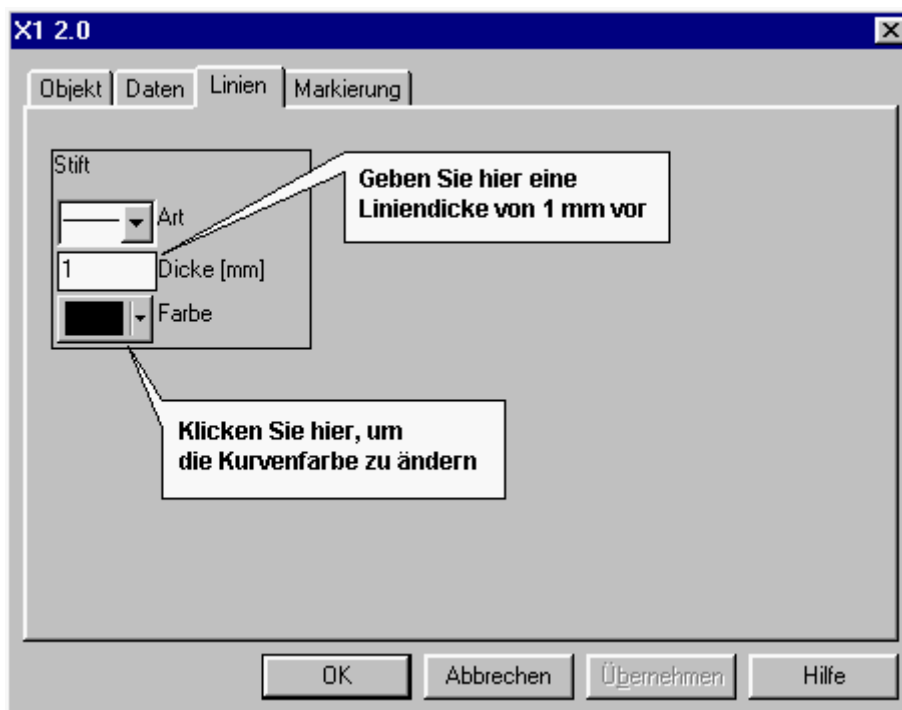 X1 2.0
Objekt Daten Linien Markierung
Stift
Art
1 Dicke [mm]
Farbe
Geben Sie hier eine
Liniendicke von 1 mm vor
Klicken Sie hier, um
die Kurvenfarbe zu ändern
OK Abbrechen Übernehmen Hilfe